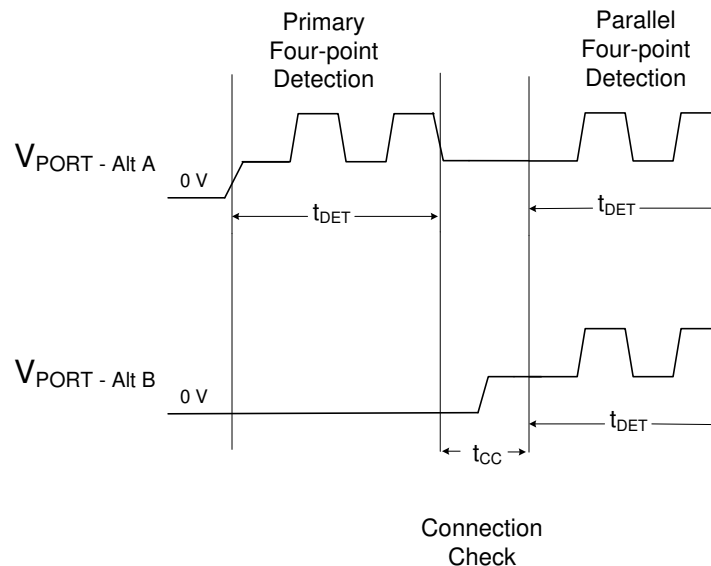 Primary
Four-point
Detection
Parallel
Four-point
Detection
VPORT - Alt A
0 V
tDET
tDET
VPORT - Alt B
0 V
tDET
tCC
Connection
Check